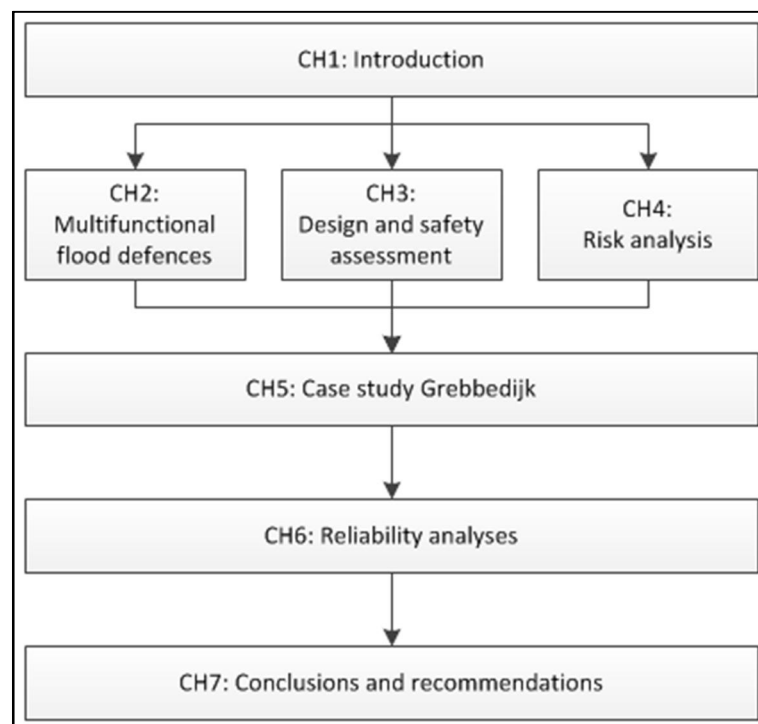 CH1: Introduction
CH2:
Multifunctional
flood defences
CH3:
Design and safety
assessment
CH4:
Risk analysis
CH5: Case study Grebbedijk
CH6: Reliability analyses
CH7: Conclusions and recommendations